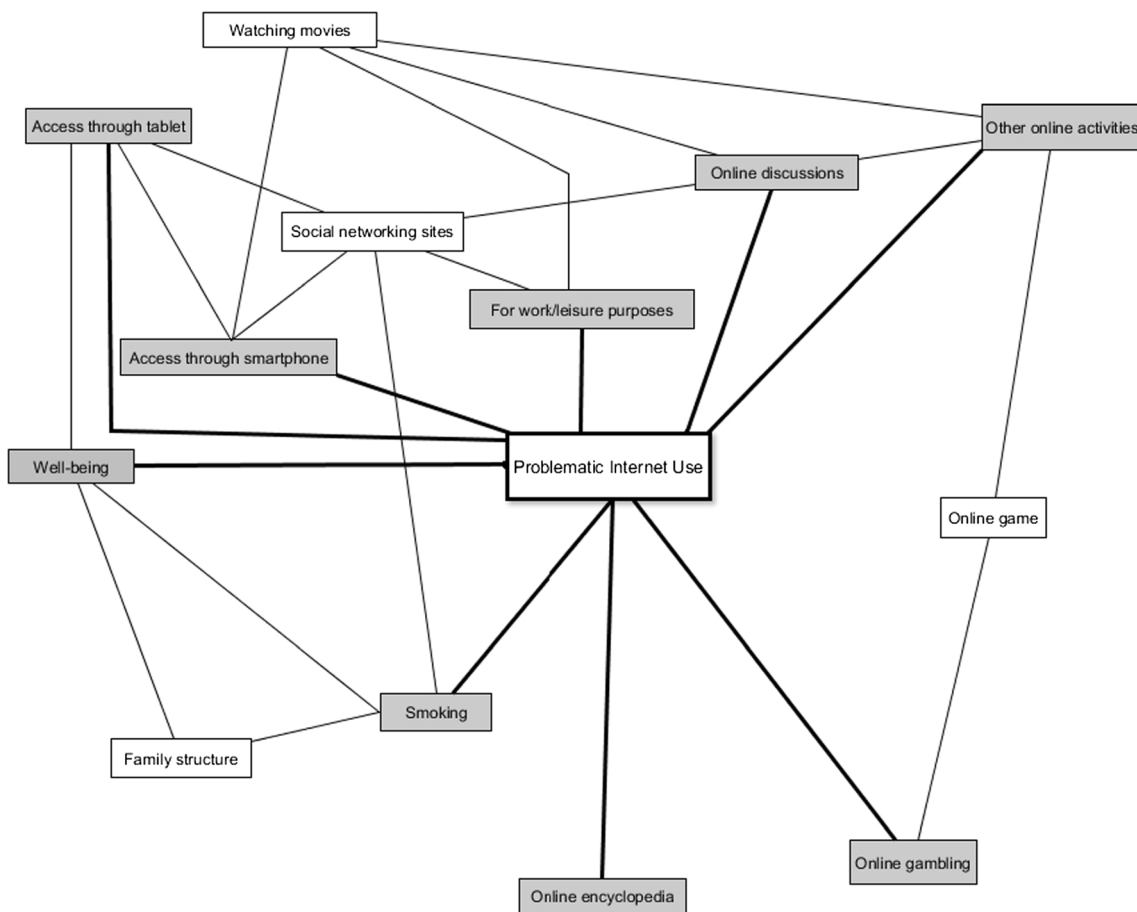 Watching movies
Access through tablet
Other online activities
Online discussions
Social networking sites
For work/leisure purposes
Access through smartphone
Well-being
Problematic Internet Use
Online game
Smoking
Family structure
Online gambling
Online encyclopedia